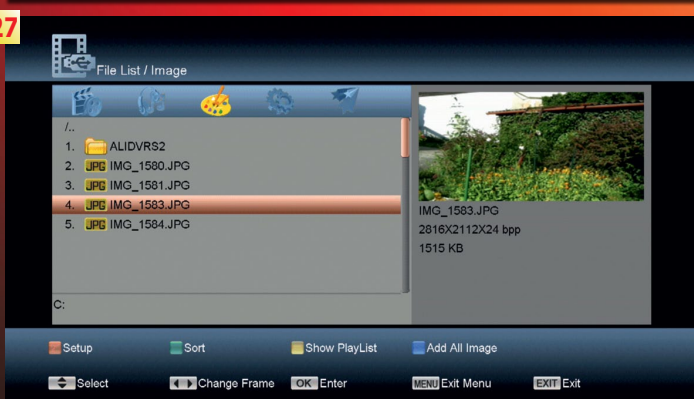 27
File List / Image
/..
1. ALIDVRS2
2. JPG IMG_1580.JPG
3. JPG IMG_1581.JPG
4. JPG IMG_1583.JPG
5. JPG IMG_1584.JPG
IMG_1583.JPG
2816X2112X24 bpp
1515 KB
C:
Setup Sort Show PlayList Add All Image
Select Change Frame OK Enter MENU Exit Menu EXIT Exit